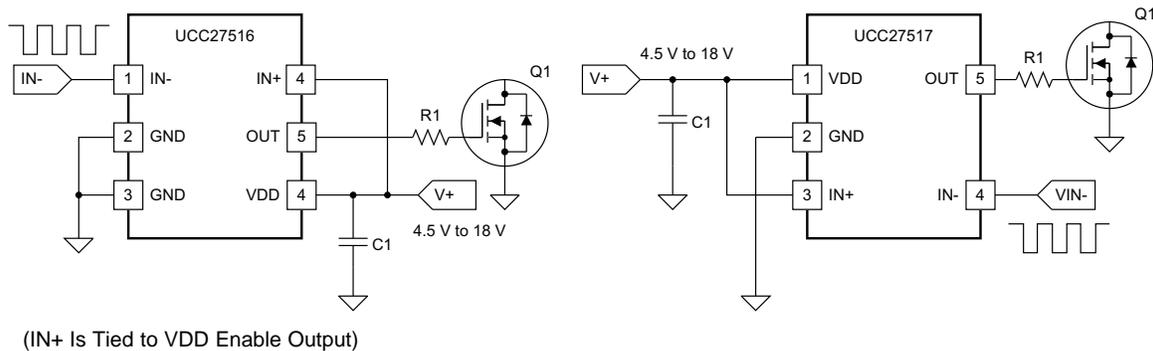 UCC27516
IN-
1
IN-
IN+
4
Q1
R1
2
GND
OUT
5
3
GND
VDD
4
V+
C1
4.5 V to 18 V
UCC27517
Q1
4.5 V to 18 V
R1
V+
1
VDD
OUT
5
C1
2
GND
3
IN+
IN-
4
VIN-
(IN+ Is Tied to VDD Enable Output)